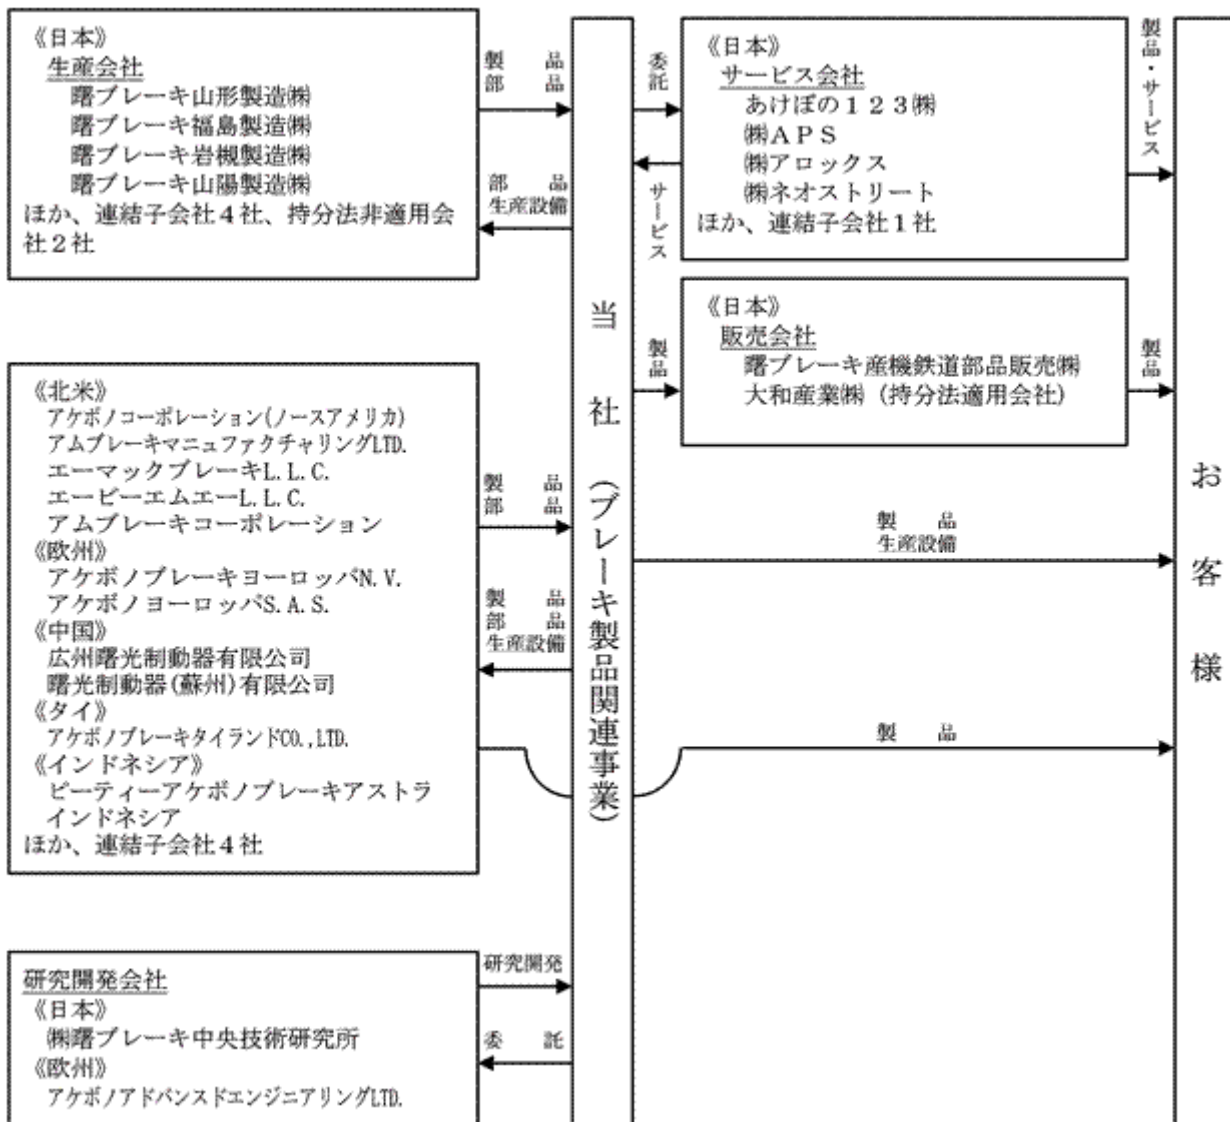 《日本》
生産会社
曙ブレーキ山形製造㈱
曙ブレーキ福島製造㈱
曙ブレーキ岩槻製造㈱
曙ブレーキ山陽製造㈱
ほか、連結子会社4社、持分法非適用会
社2社
製品
部品
部品
生産設備
《北米》
アケボノコーポレーション(ノースアメリカ)
アムブレーキマニュファクチャリングLTD.
エーマックブレーキL.L.C.
エービーエムエーL.L.C.
アムブレーキコーポレーション
《欧州》
アケボノブレーキヨーロッパN.V.
アケボノヨーロッパS.A.S.
《中国》
広州曙光制動器有限公司
曙光制動器(蘇州)有限公司
《タイ》
アケボノブレーキタイランドCO.,LTD.
《インドネシア》
ピーティーアケボノブレーキアストラ
インドネシア
ほか、連結子会社4社
製品
部品
製品
部品
生産設備
研究開発会社
《日本》
㈱曙ブレーキ中央技術研究所
《欧州》
アケボノアドバンスドエンジニアリングLTD.
研究開発
委託
当社(ブレーキ製品関連事業)
委託
サービス
《日本》
サービス会社
あけぼの123㈱
㈱APS
㈱アロックス
㈱ネオストリート
ほか、連結子会社1社
製品・サービス
製品
《日本》
販売会社
曙ブレーキ産機鉄道部品販売㈱
大和産業㈱(持分法適用会社)
製品
製品
生産設備
製品
お客様